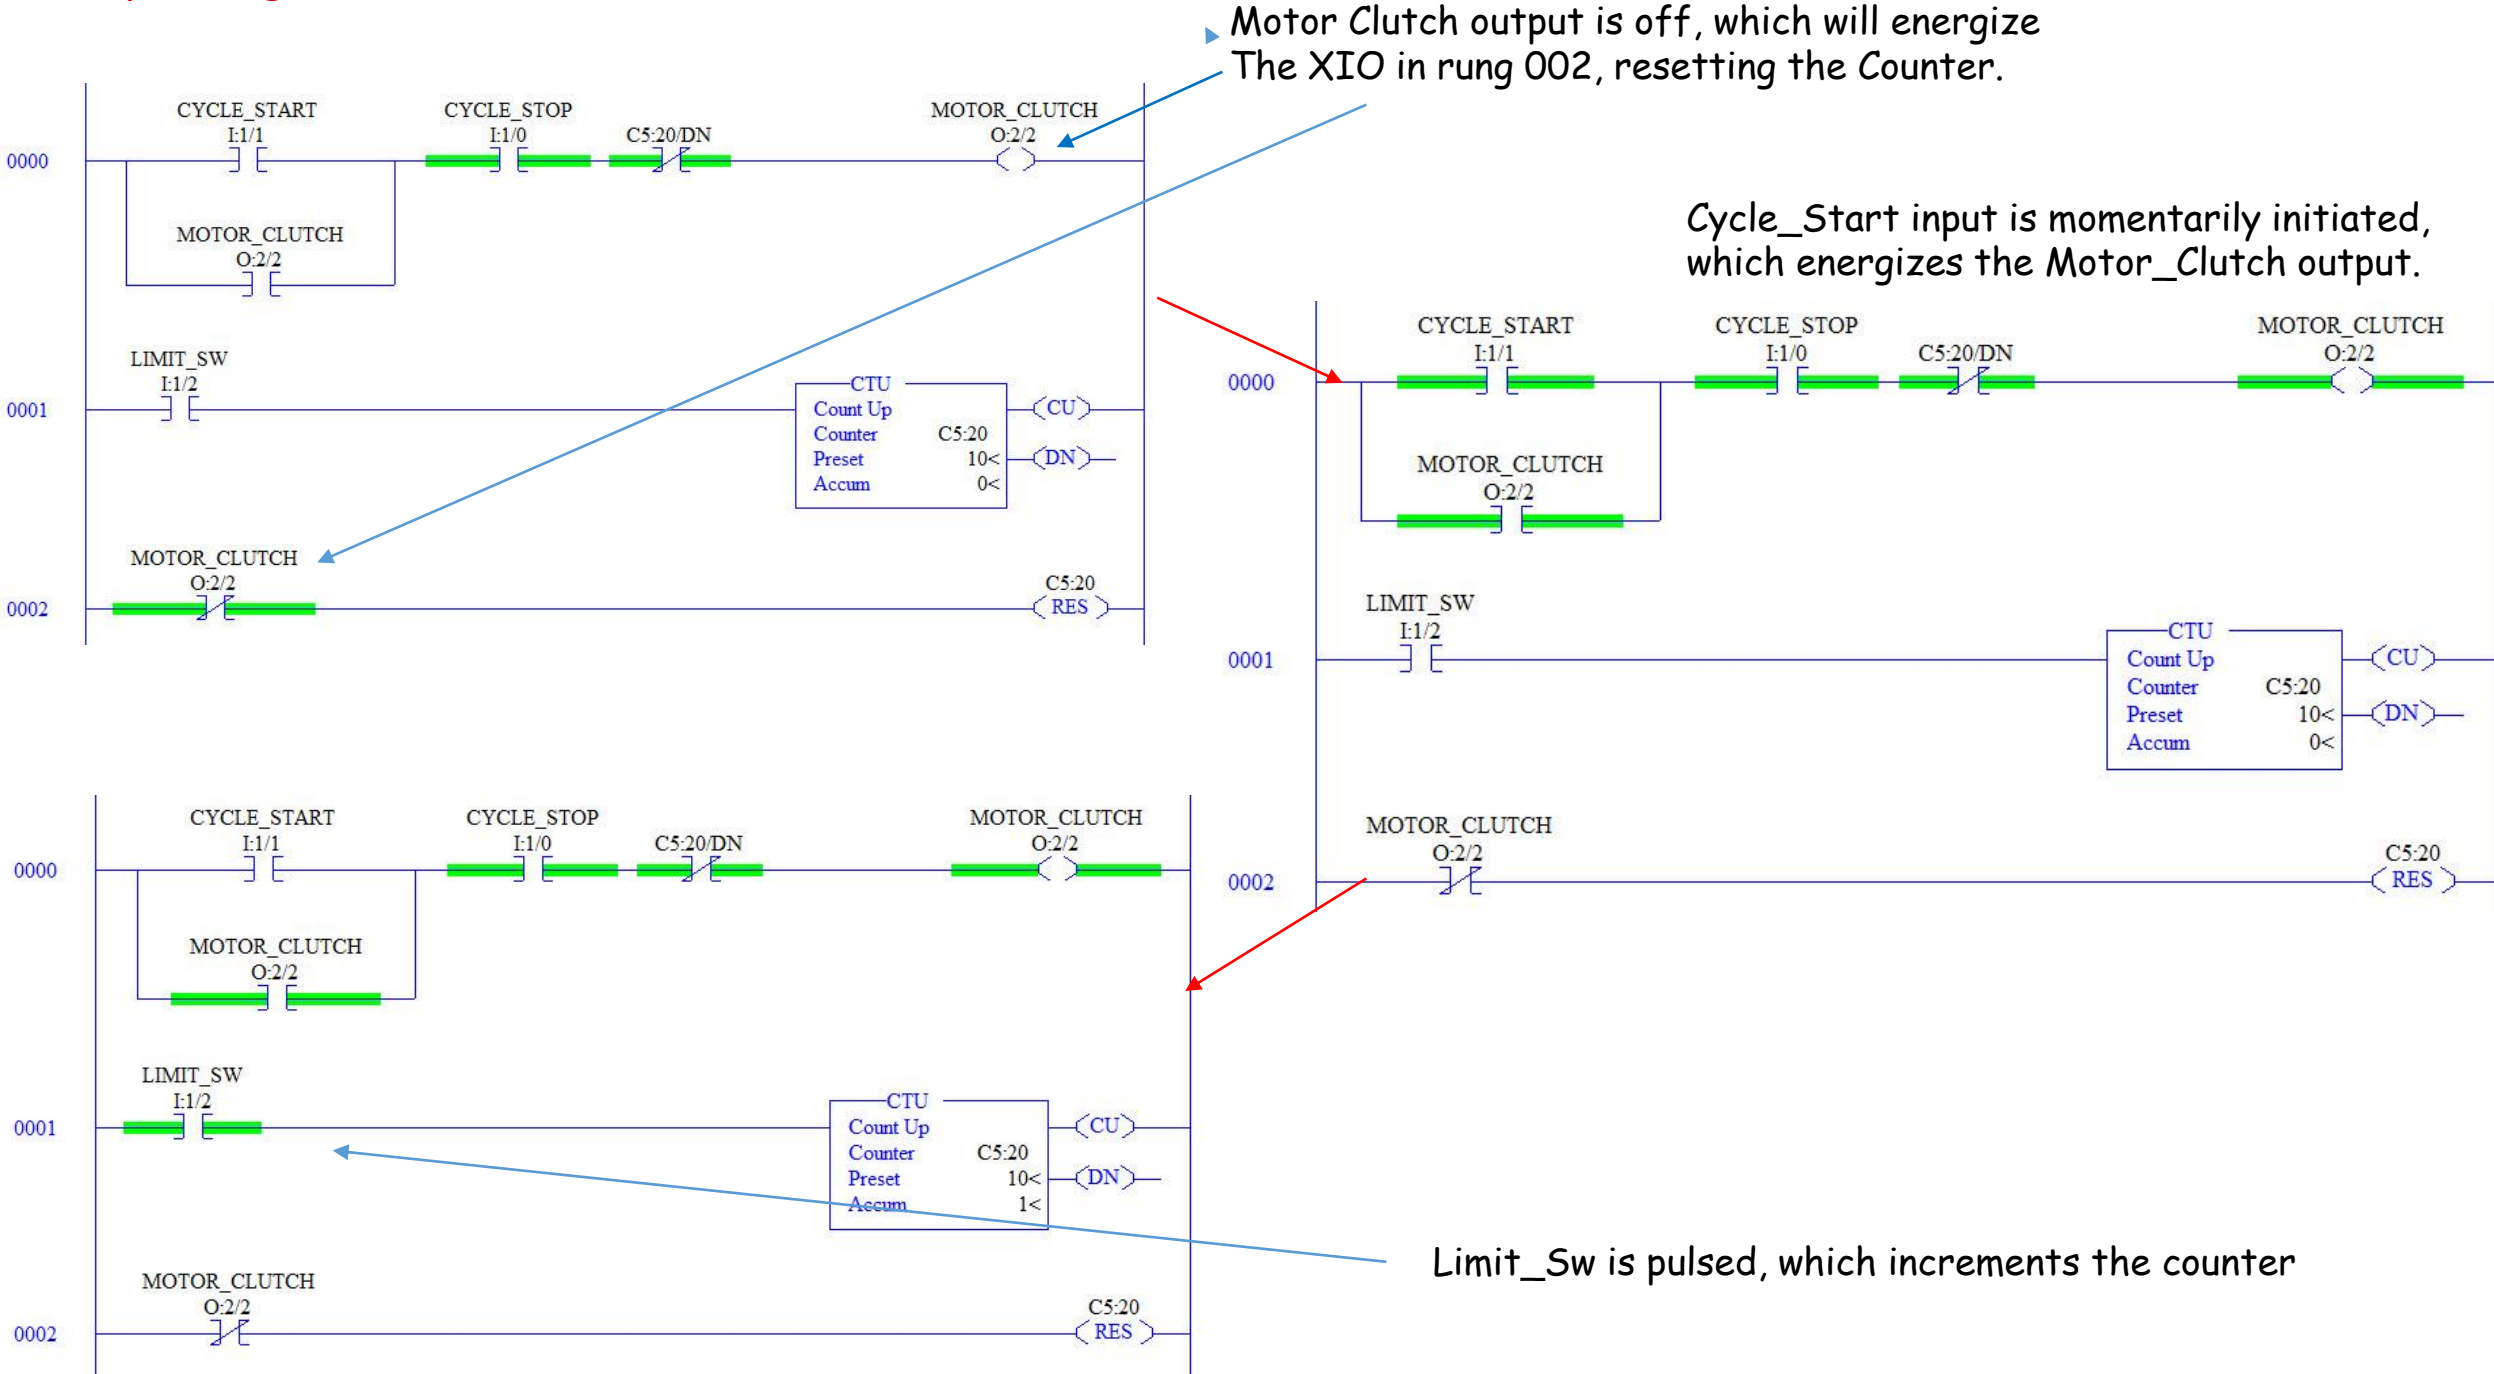 Motor Clutch output is off, which will energize
The XIO in rung 002, resetting the Counter.
CYCLE_START
I:1/1
CYCLE_STOP
I:1/0
C5:20/DN
MOTOR_CLUTCH
O:2/2
0000
MOTOR_CLUTCH
O:2/2
LIMIT_SW
I:1/2
0001
CTU
Count Up
Counter C5:20
Preset 10<
Accum 0<
CU
DN
MOTOR_CLUTCH
O:2/2
0002
C5:20
RES
Cycle_Start input is momentarily initiated,
which energizes the Motor_Clutch output.
CYCLE_START
I:1/1
CYCLE_STOP
I:1/0
C5:20/DN
MOTOR_CLUTCH
O:2/2
0000
MOTOR_CLUTCH
O:2/2
LIMIT_SW
I:1/2
0001
CTU
Count Up
Counter C5:20
Preset 10<
Accum 0<
CU
DN
MOTOR_CLUTCH
O:2/2
0002
C5:20
RES
CYCLE_START
I:1/1
CYCLE_STOP
I:1/0
C5:20/DN
MOTOR_CLUTCH
O:2/2
0000
MOTOR_CLUTCH
O:2/2
LIMIT_SW
I:1/2
0001
CTU
Count Up
Counter C5:20
Preset 10<
Accum 1<
CU
DN
MOTOR_CLUTCH
O:2/2
0002
C5:20
RES
Limit_Sw is pulsed, which increments the counter